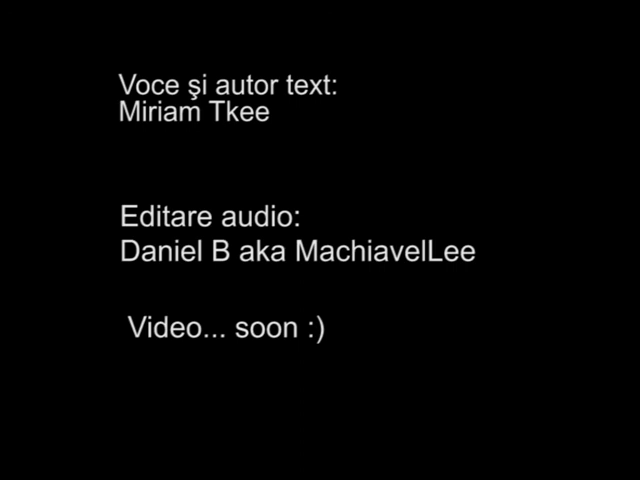 Voce şi autor text:
Miriam Tkee
Editare audio:
Daniel B aka MachiavelLee
Video... soon :)